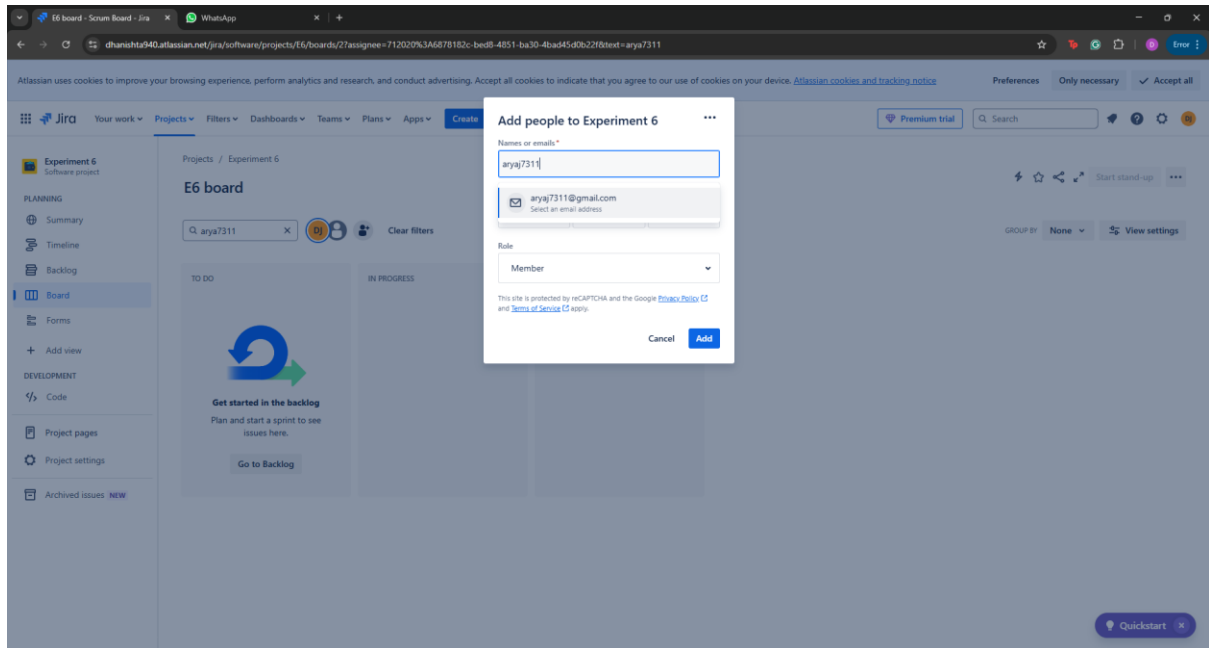 E6 board - Scrum Board - Jira
WhatsApp
dhanishta940.atlassian.net/jira/software/projects/E6/boards/2?assignee=712020%3A6878182c-bed8-4851-ba30-4bad45d0b22f&text=arya7311
Error
Atlassian uses cookies to improve your browsing experience, perform analytics and research, and conduct advertising. Accept all cookies to indicate that you agree to our use of cookies on your device. Atlassian cookies and tracking notice
Preferences
Only necessary
Accept all
Jira
Your work
Projects
Filters
Dashboards
Teams
Plans
Apps
Create
Premium trial
Search
DJ
Experiment 6
Software project
PLANNING
Summary
Timeline
Backlog
Board
Forms
Add view
DEVELOPMENT
Code
Project pages
Project settings
Archived issues NEW
Projects / Experiment 6
E6 board
Start stand-up
arya7311
DJ
Clear filters
GROUP BY None
View settings
TO DO
IN PROGRESS
Get started in the backlog
Plan and start a sprint to see
issues here.
Go to Backlog
Add people to Experiment 6
Names or emails*
aryaj7311
aryaj7311@gmail.com
Select an email address
Role
Member
This site is protected by reCAPTCHA and the Google Privacy Policy
and Terms of Service apply.
Cancel
Add
Quickstart